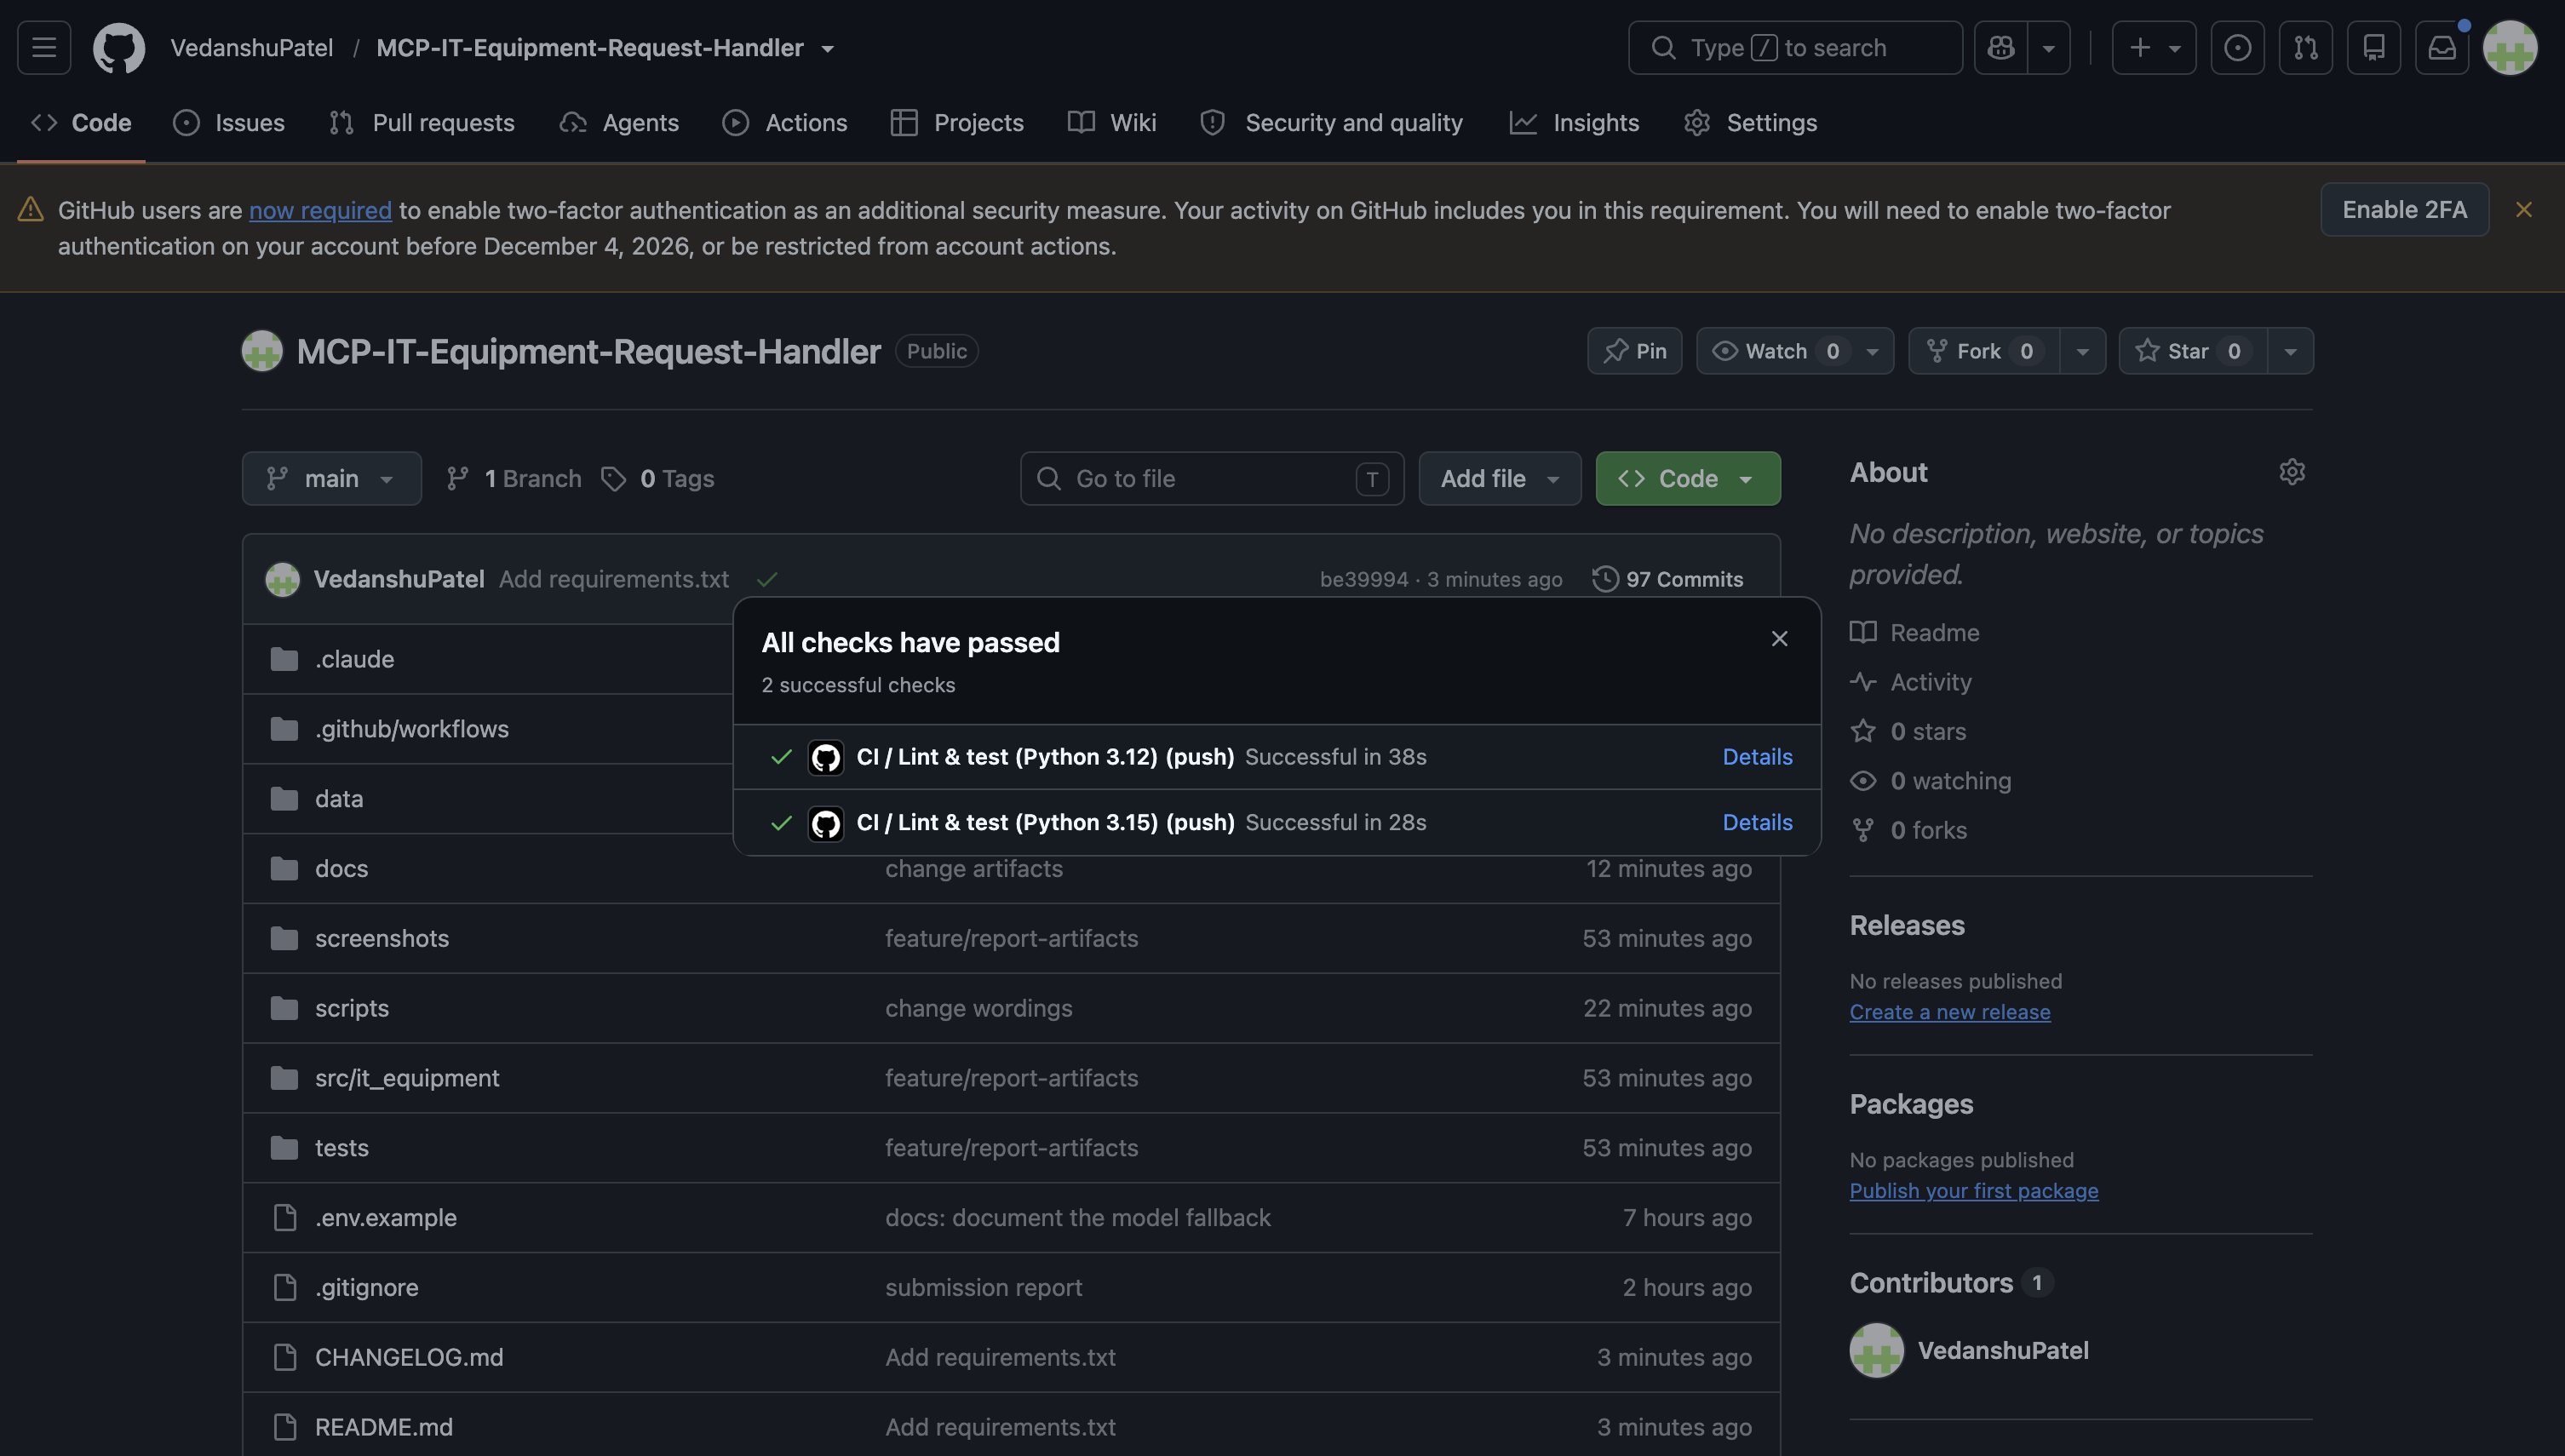 VedanshuPatel / MCP-IT-Equipment-Request-Handler
Type / to search
Code
Issues
Pull requests
Agents
Actions
Projects
Wiki
Security and quality
Insights
Settings
GitHub users are now required to enable two-factor authentication as an additional security measure. Your activity on GitHub includes you in this requirement. You will need to enable two-factor
authentication on your account before December 4, 2026, or be restricted from account actions.
Enable 2FA
MCP-IT-Equipment-Request-Handler Public
Pin
Watch 0
Fork 0
Star 0
main
1 Branch
0 Tags
Go to file T
Add file
Code
VedanshuPatel Add requirements.txt
be39994 · 3 minutes ago
97 Commits
All checks have passed
2 successful checks
CI / Lint & test (Python 3.12) (push) Successful in 38s Details
CI / Lint & test (Python 3.15) (push) Successful in 28s Details
.claude
.github/workflows
data
docs change artifacts 12 minutes ago
screenshots feature/report-artifacts 53 minutes ago
scripts change wordings 22 minutes ago
src/it_equipment feature/report-artifacts 53 minutes ago
tests feature/report-artifacts 53 minutes ago
.env.example docs: document the model fallback 7 hours ago
.gitignore submission report 2 hours ago
CHANGELOG.md Add requirements.txt 3 minutes ago
README.md Add requirements.txt 3 minutes ago
About
No description, website, or topics
provided.
Readme
Activity
0 stars
0 watching
0 forks
Releases
No releases published
Create a new release
Packages
No packages published
Publish your first package
Contributors 1
VedanshuPatel